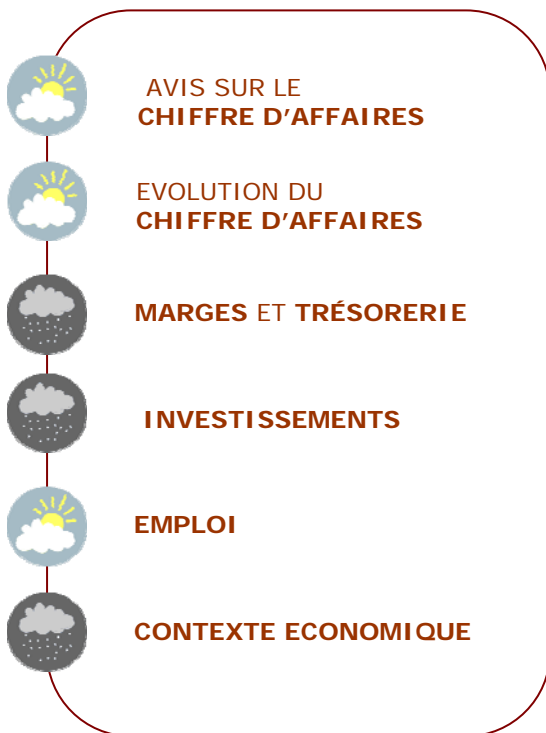 AVIS SUR LE
CHIFFRE D'AFFAIRES
EVOLUTION DU
CHIFFRE D'AFFAIRES
MARGES ET TRÉSORERIE
INVESTISSEMENTS
EMPLOI
CONTEXTE ECONOMIQUE